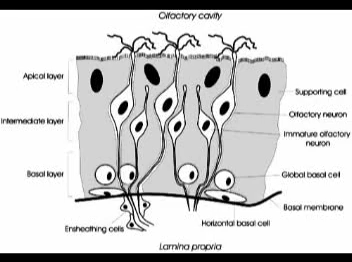 Olfactory cavity
Apical layer
Supporting cell
Intermediate layer
Olfactory neuron
Immature olfactory
neuron
Basal layer
Global basal cell
Basal membrane
Ensheathing cells
Horizontal basal cell
Lamina propria